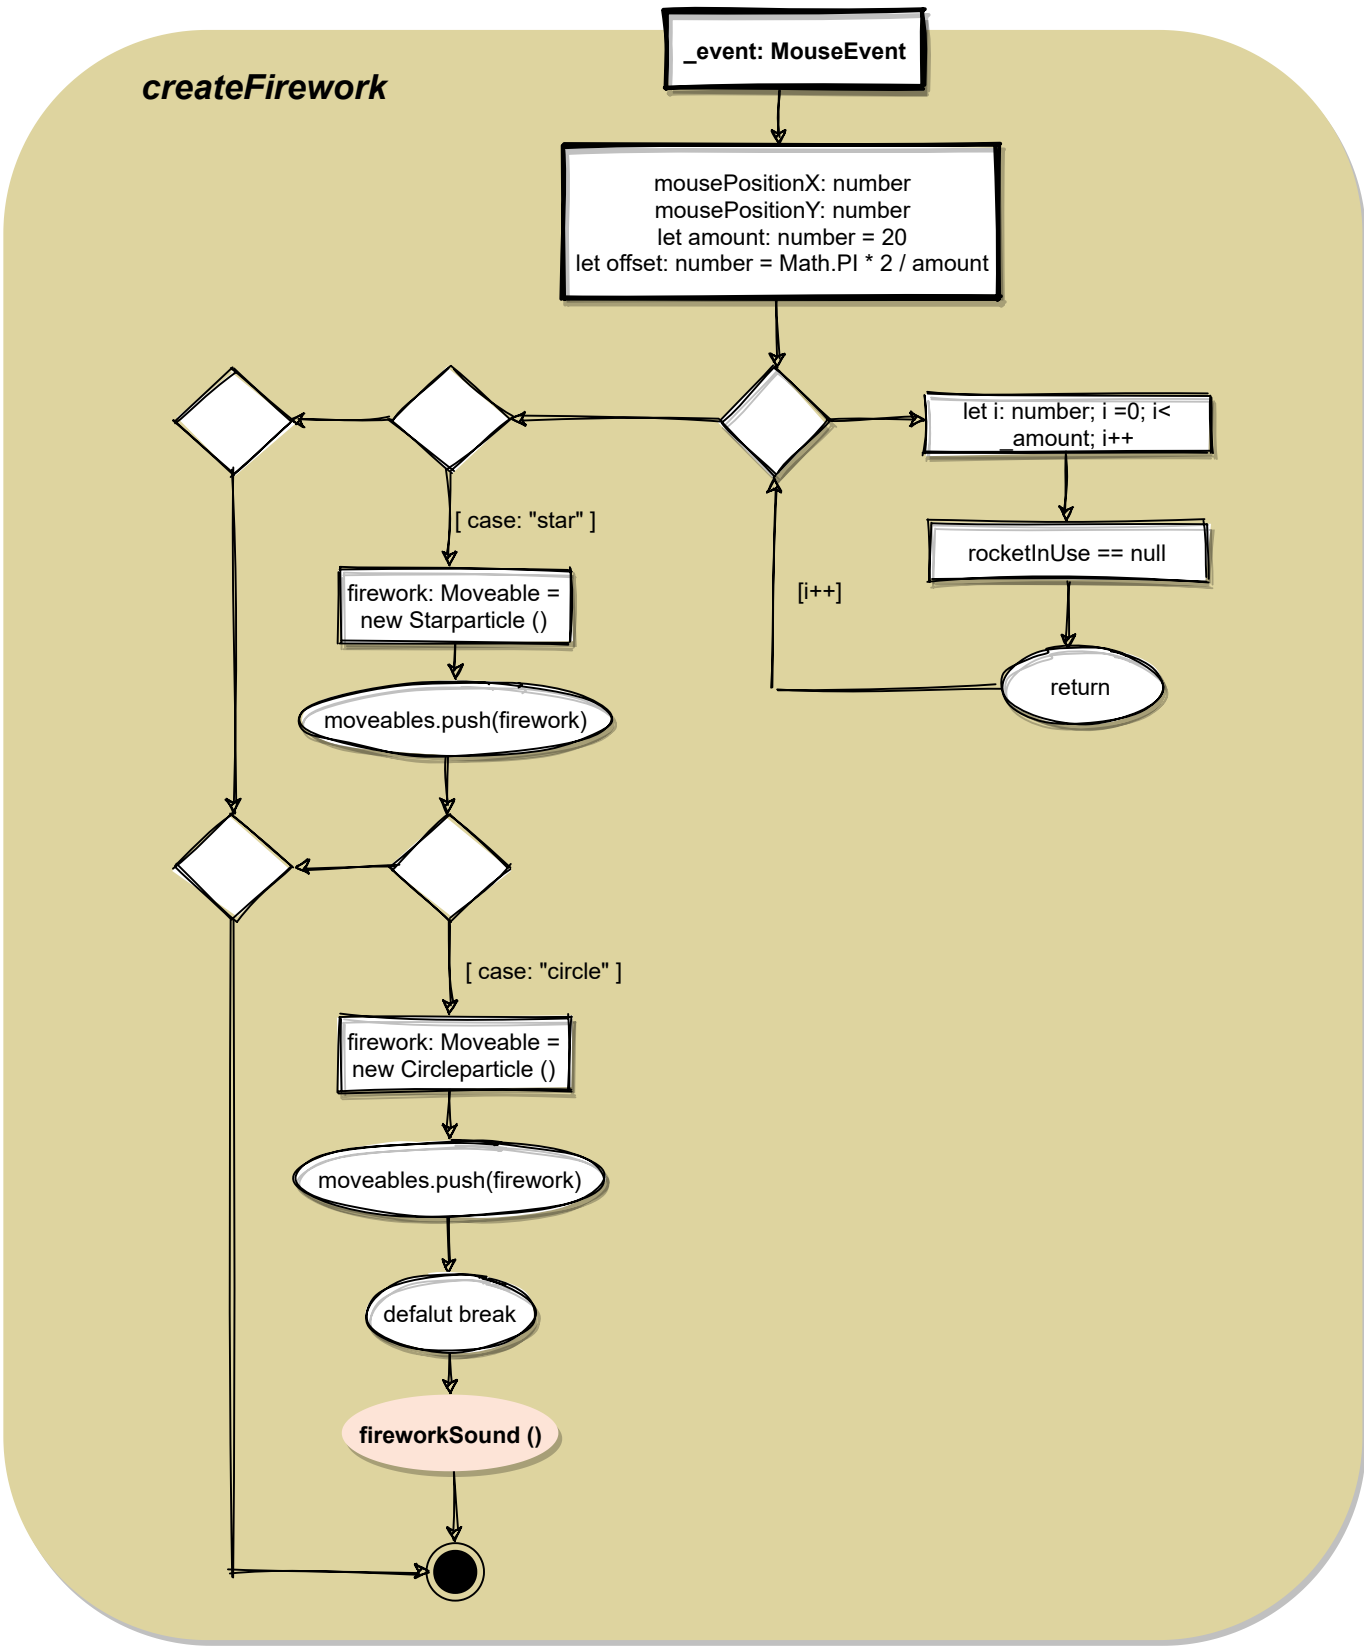 _event: MouseEvent
createFirework
mousePositionX: number
mousePositionY: number
let amount: number = 20
let offset: number = Math.PI * 2 / amount
let i: number; i =0; i<
_amount; i++
rocketInUse == null
return
[i++]
[ case: "star" ]
firework: Moveable =
new Starparticle ()
moveables.push(firework)
[ case: "circle" ]
firework: Moveable =
new Circleparticle ()
moveables.push(firework)
defalut break
fireworkSound ()